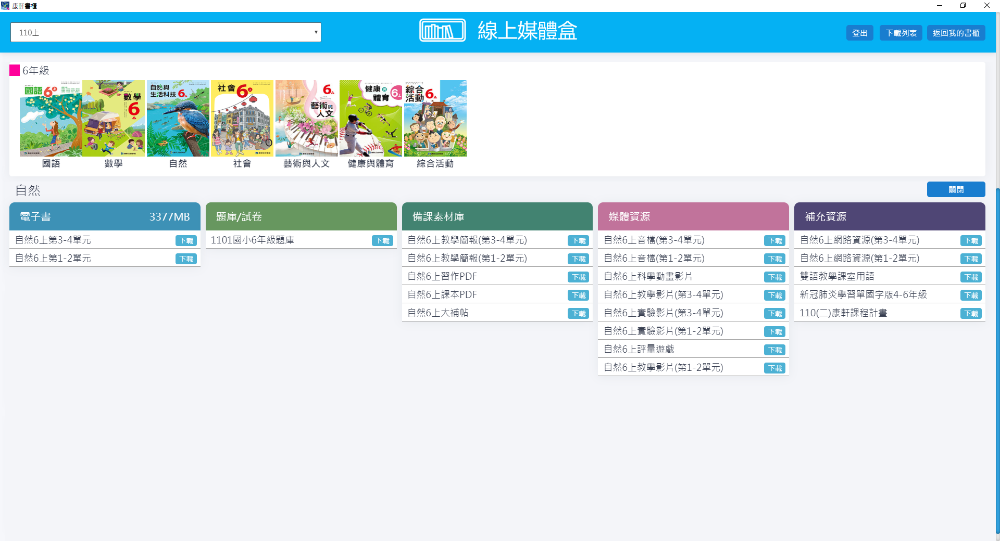 康軒書櫃
110上
線上媒體盒
登出
下載列表
返回我的書櫃
6年級
國語6上
數學6上
自然與生活科技6上
社會6上
藝術與人文6上
健康與體育6上
綜合活動6上
國語
數學
自然
社會
藝術與人文
健康與體育
綜合活動
自然
關閉
電子書 3377MB
自然6上第3-4單元 下載
自然6上第1-2單元 下載
題庫/試卷
1101國小6年級題庫 下載
備課素材庫
自然6上教學簡報(第3-4單元) 下載
自然6上教學簡報(第1-2單元) 下載
自然6上習作PDF 下載
自然6上課本PDF 下載
自然6上大補帖 下載
媒體資源
自然6上音檔(第3-4單元) 下載
自然6上音檔(第1-2單元) 下載
自然6上科學動畫影片 下載
自然6上教學影片(第3-4單元) 下載
自然6上實驗影片(第3-4單元) 下載
自然6上實驗影片(第1-2單元) 下載
自然6上評量遊戲 下載
自然6上教學影片(第1-2單元) 下載
補充資源
自然6上網路資源(第3-4單元) 下載
自然6上網路資源(第1-2單元) 下載
雙語教學課室用語 下載
新冠肺炎學習單國字版4-6年級 下載
110(二)康軒課程計畫 下載